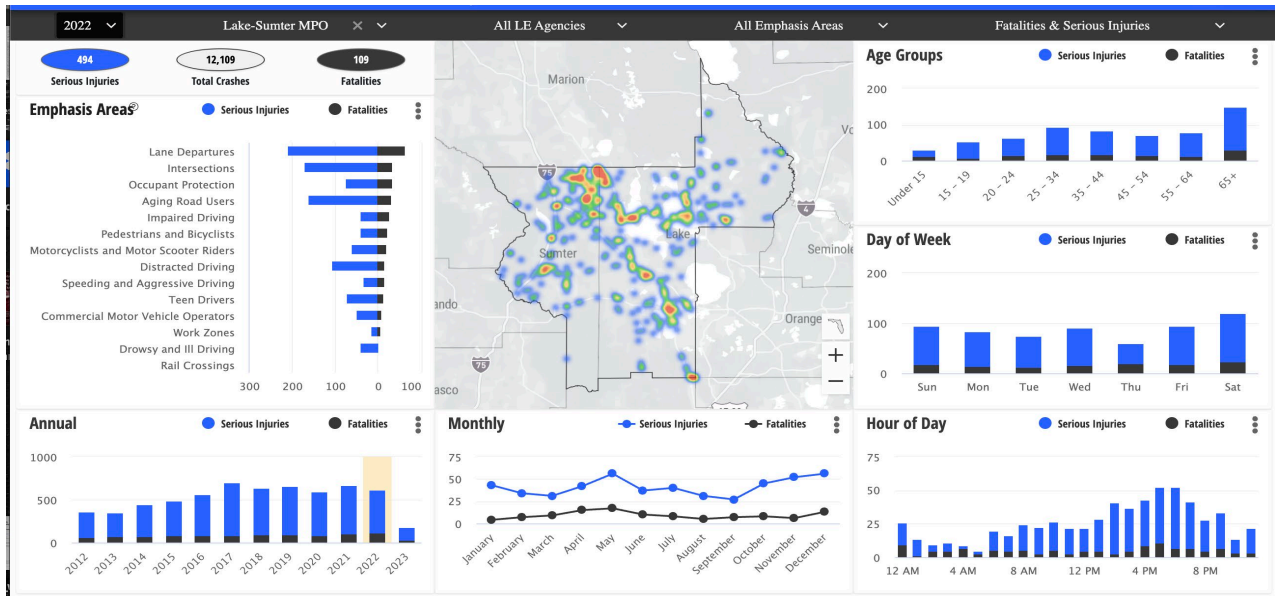 2022 Lake-Sumter MPO × All LE Agencies All Emphasis Areas Fatalities & Serious Injuries
494 12,109 109
Serious Injuries Total Crashes Fatalities
Emphasis Areas ? Serious Injuries Fatalities
Lane Departures
Intersections
Occupant Protection
Aging Road Users
Impaired Driving
Pedestrians and Bicyclists
Motorcyclists and Motor Scooter Riders
Distracted Driving
Speeding and Aggressive Driving
Teen Drivers
Commercial Motor Vehicle Operators
Work Zones
Drowsy and Ill Driving
Rail Crossings
300 200 100 0 100
Marion
Vo
75
4
Lake
Sumter
Seminole
ando
Orange
75
asco
+
−
Age Groups Serious Injuries Fatalities
200
100
0
Under 15 15 – 19 20 – 24 25 – 34 35 – 44 45 – 54 55 – 64 65+
Day of Week Serious Injuries Fatalities
200
100
0
Sun Mon Tue Wed Thu Fri Sat
Annual Serious Injuries Fatalities
1000
500
0
2012 2013 2014 2015 2016 2017 2018 2019 2020 2021 2022 2023
Monthly Serious Injuries Fatalities
75
50
25
0
January February March April May June July August September October November December
Hour of Day Serious Injuries Fatalities
75
50
25
0
12 AM 4 AM 8 AM 12 PM 4 PM 8 PM